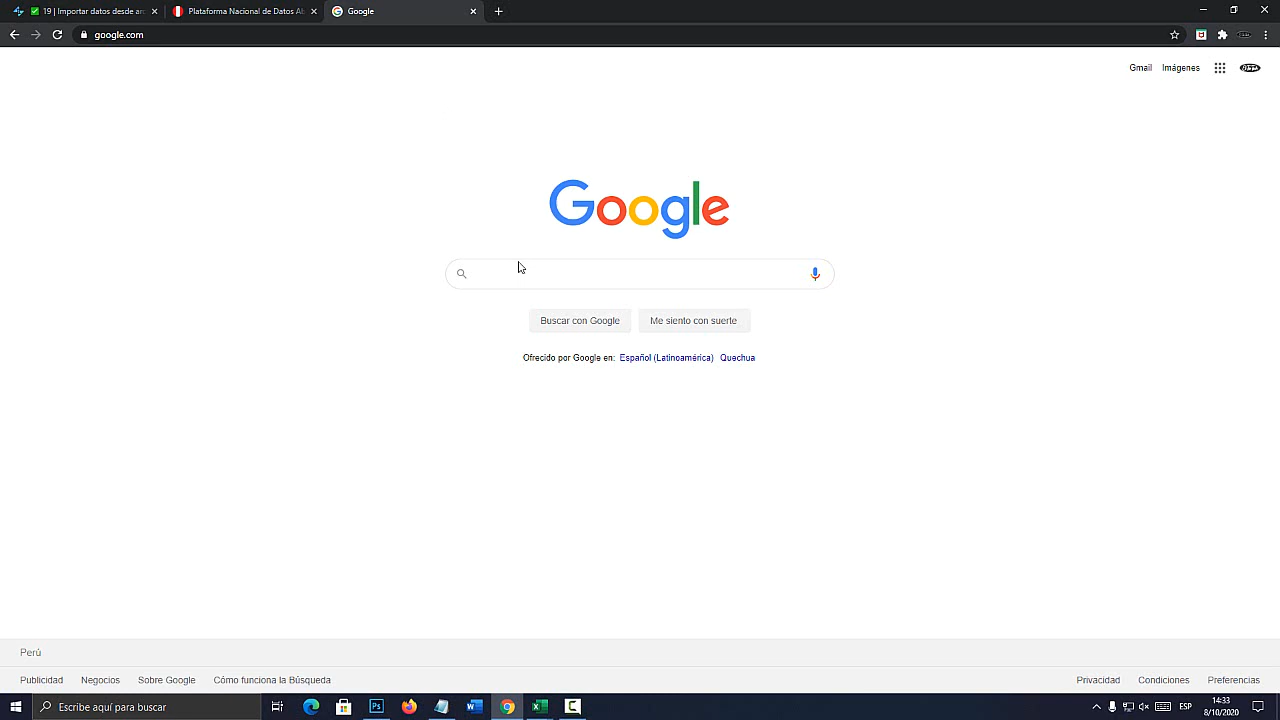 19 | Importar datos desde arc
Plataforma Nacional de Datos Ab
Google
google.com
Gmail Imágenes
Google
Buscar con Google Me siento con suerte
Ofrecido por Google en: Español (Latinoamérica) Quechua
Perú
Publicidad Negocios Sobre Google Cómo funciona la Búsqueda
Privacidad Condiciones Preferencias
Escribe aquí para buscar
Ps
W
X
C
ESP
14:33
8/10/2020